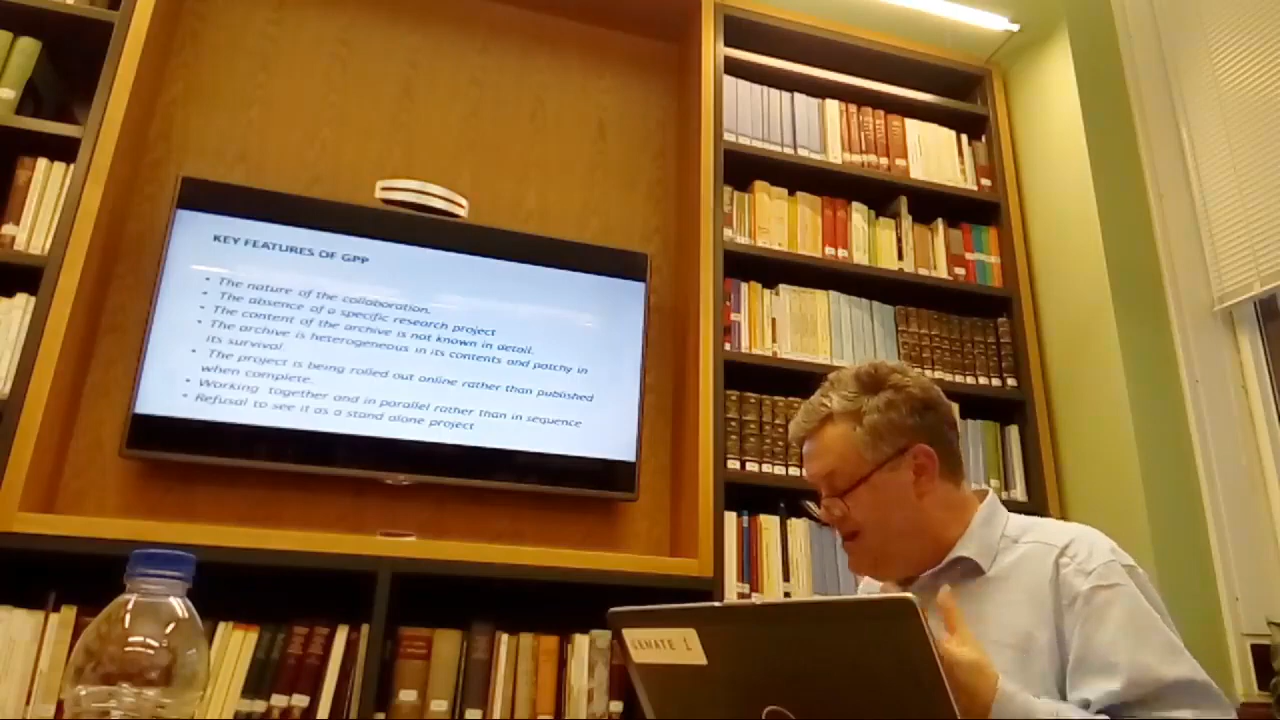 KEY FEATURES OF GPP
• The nature of the collaboration.
• The absence of a specific research project
• The content of the archive is not known in detail.
• The archive is heterogeneous in its contents and patchy in
its survival.
• The project is being rolled out online rather than published
when complete.
• Working together and in parallel rather than in sequence
• Refusal to see it as a stand alone project
SENATE 1